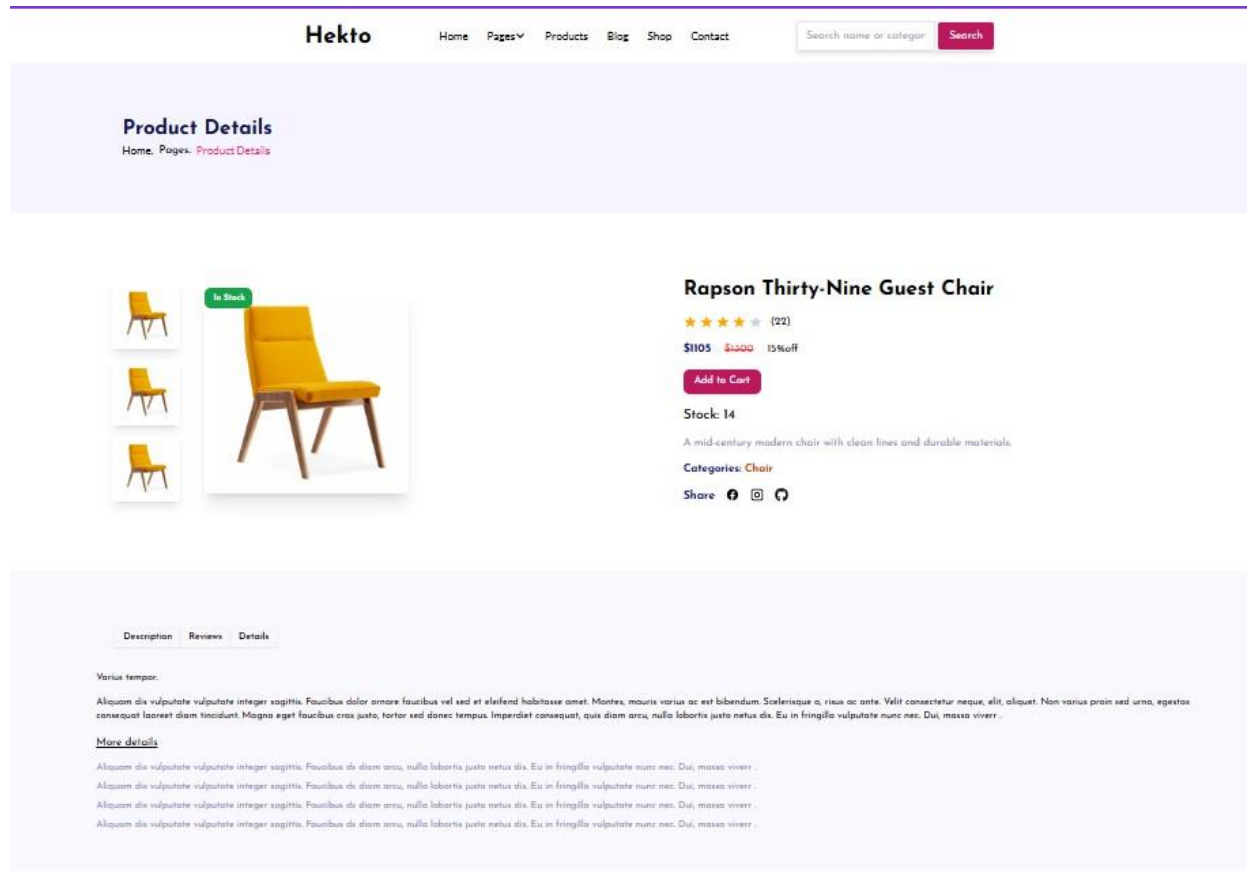 Hekto
Home Pages Products Blog Shop Contact
Search name or categor
Search
Product Details
Home. Pages. Product Details
In Stock
Rapson Thirty-Nine Guest Chair
(22)
$1105 $1300 15%off
Add to Cart
Stock: 14
A mid-century modern chair with clean lines and durable materials.
Categories: Chair
Share
Description Reviews Details
Varius tempor.
Aliquam dis vulputate vulputate integer sagittis. Faucibus dolor ornare faucibus vel sed et eleifend habitasse amet. Montes, mauris varius ac est bibendum. Scelerisque a, risus ac ante. Velit consectetur neque, elit, aliquet. Non varius proin sed urna, egestas
consequat laoreet diam tincidunt. Magna eget faucibus cras justo, tortor sed donec tempus. Imperdiet consequat, quis diam arcu, nulla lobortis justo netus dis. Eu in fringilla vulputate nunc nec. Dui, massa viverr .
More details
Aliquam dis vulputate vulputate integer sagittis. Faucibus ds diam arcu, nulla lobortis justo netus dis. Eu in fringilla vulputate nunc nec. Dui, massa viverr .
Aliquam dis vulputate vulputate integer sagittis. Faucibus ds diam arcu, nulla lobortis justo netus dis. Eu in fringilla vulputate nunc nec. Dui, massa viverr .
Aliquam dis vulputate vulputate integer sagittis. Faucibus ds diam arcu, nulla lobortis justo netus dis. Eu in fringilla vulputate nunc nec. Dui, massa viverr .
Aliquam dis vulputate vulputate integer sagittis. Faucibus ds diam arcu, nulla lobortis justo netus dis. Eu in fringilla vulputate nunc nec. Dui, massa viverr .